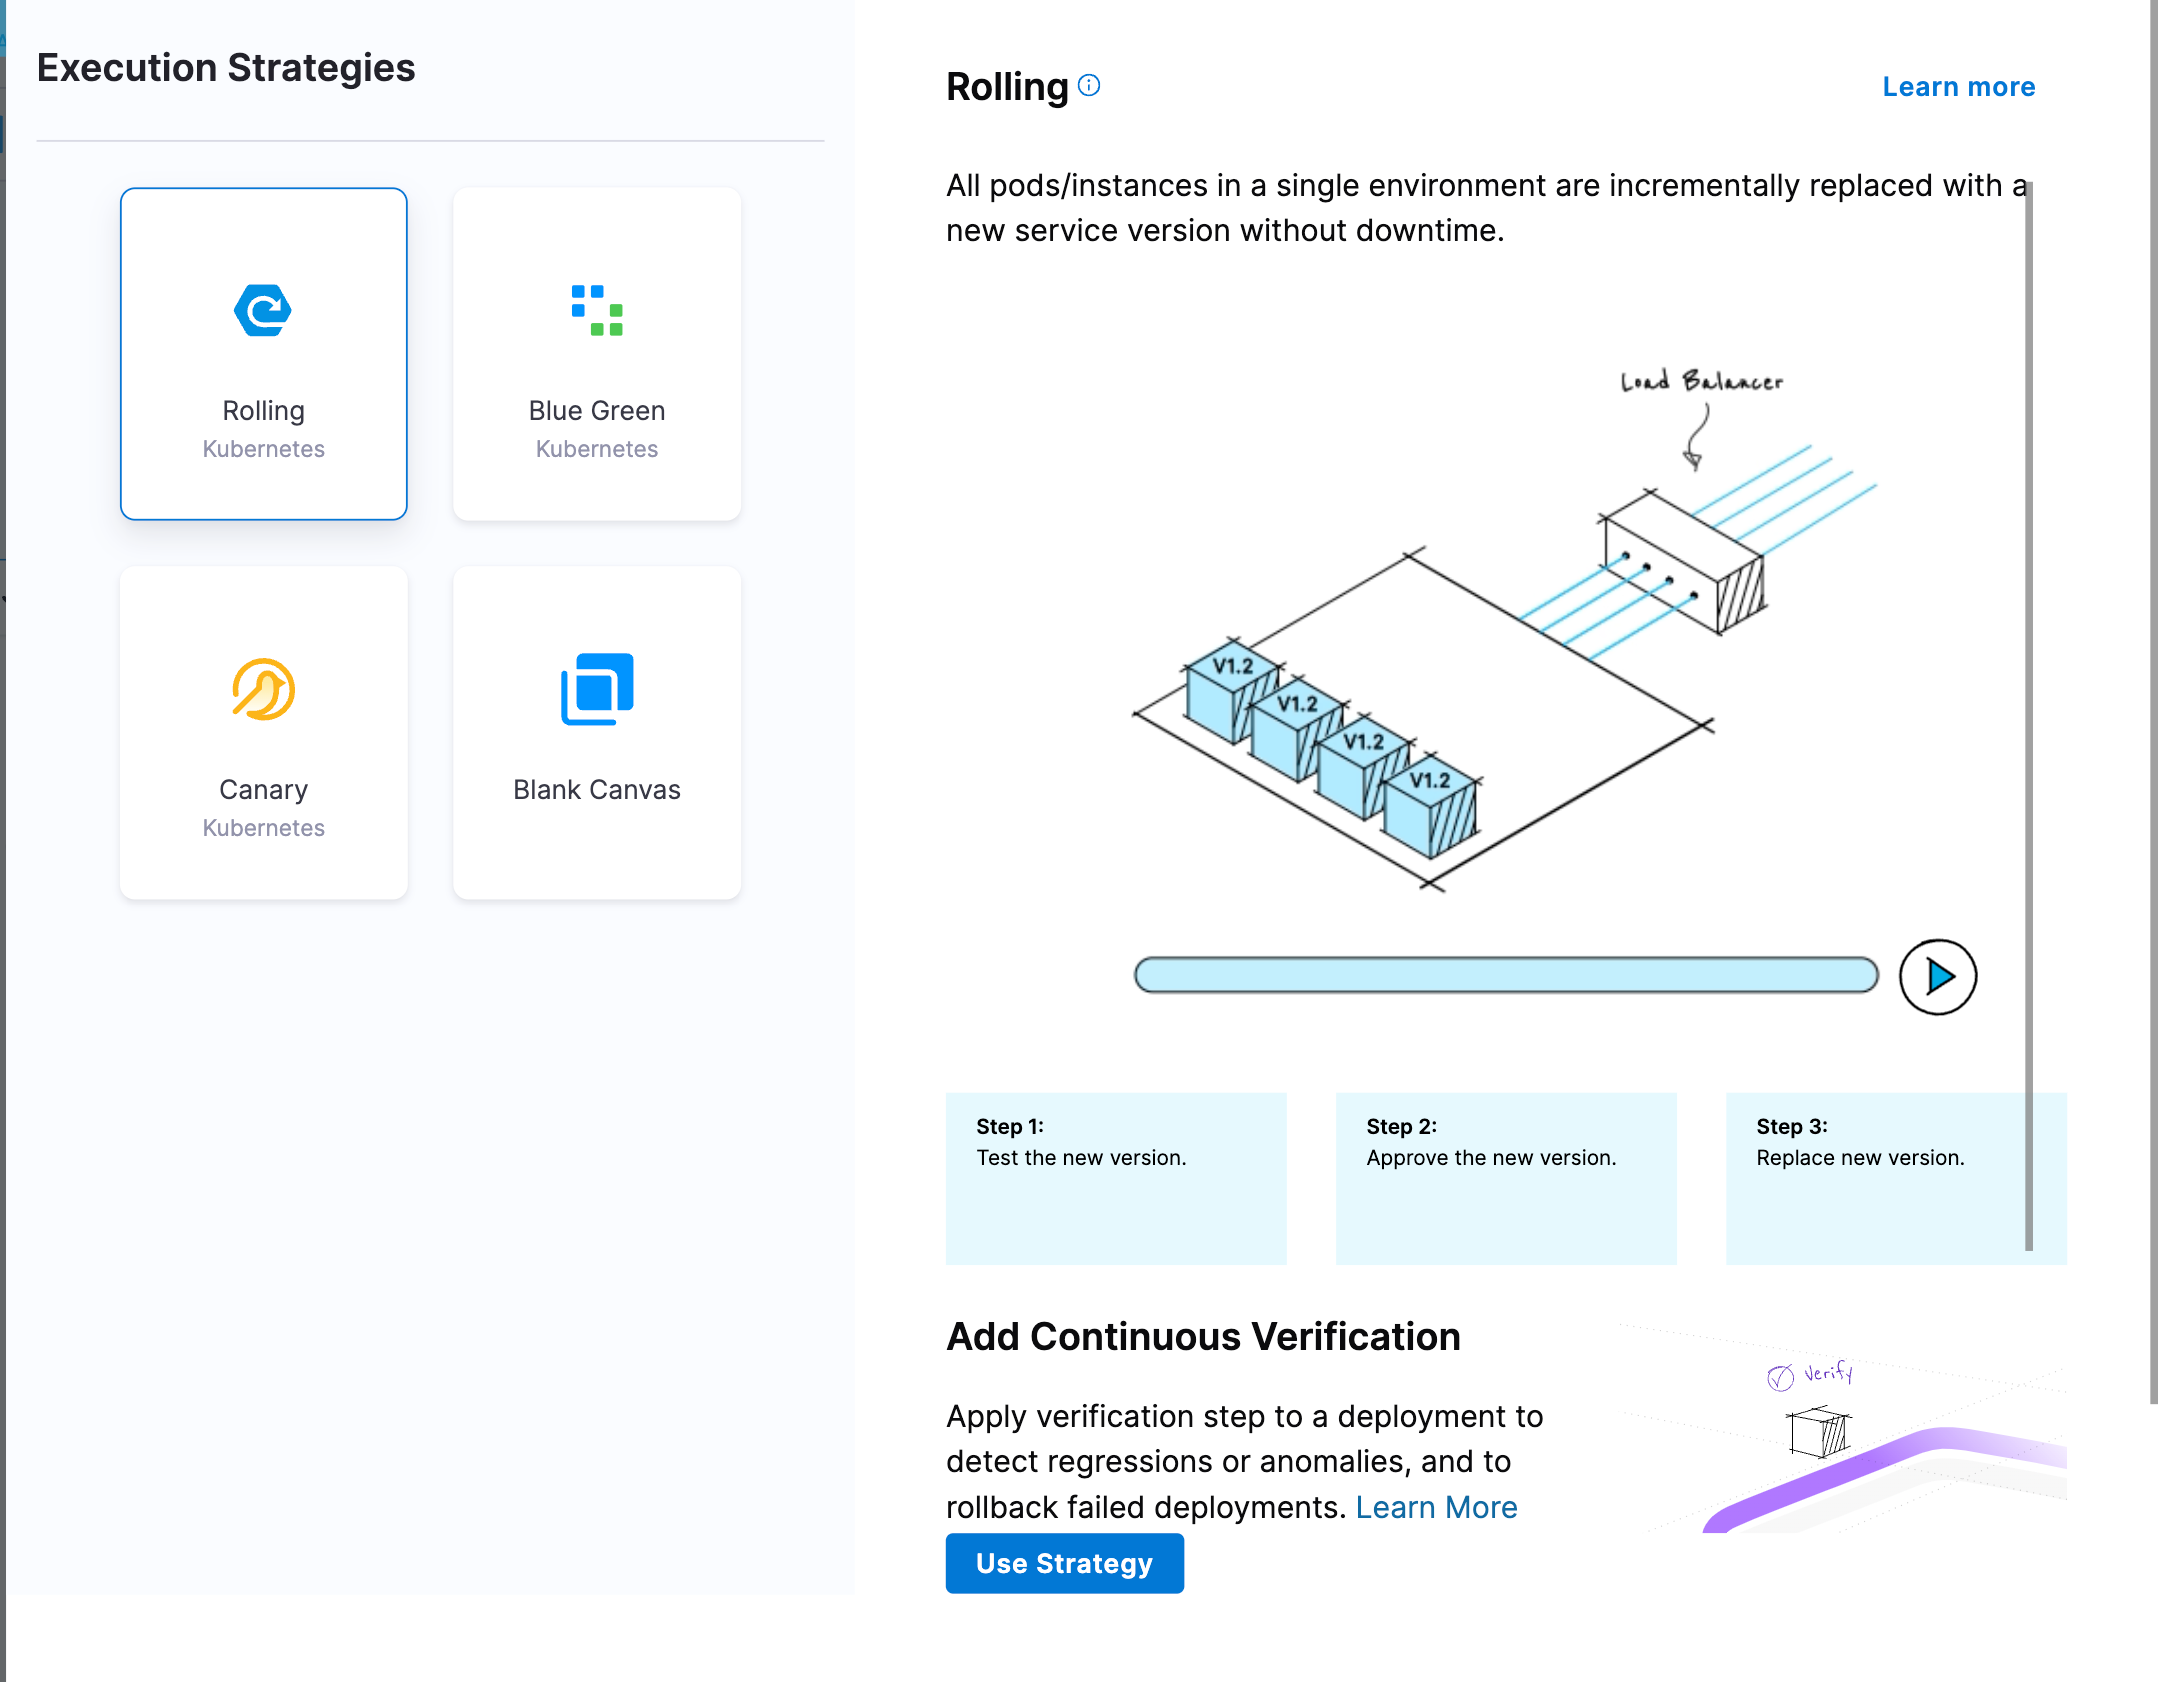 Execution Strategies
Rolling
Kubernetes
Blue Green
Kubernetes
Canary
Kubernetes
Blank Canvas
Rolling
Learn more
All pods/instances in a single environment are incrementally replaced with a
new service version without downtime.
Load Balancer
V1.2
V1.2
V1.2
V1.2
Step 1:
Test the new version.
Step 2:
Approve the new version.
Step 3:
Replace new version.
Add Continuous Verification
Apply verification step to a deployment to
detect regressions or anomalies, and to
rollback failed deployments. Learn More
Verify
Use Strategy